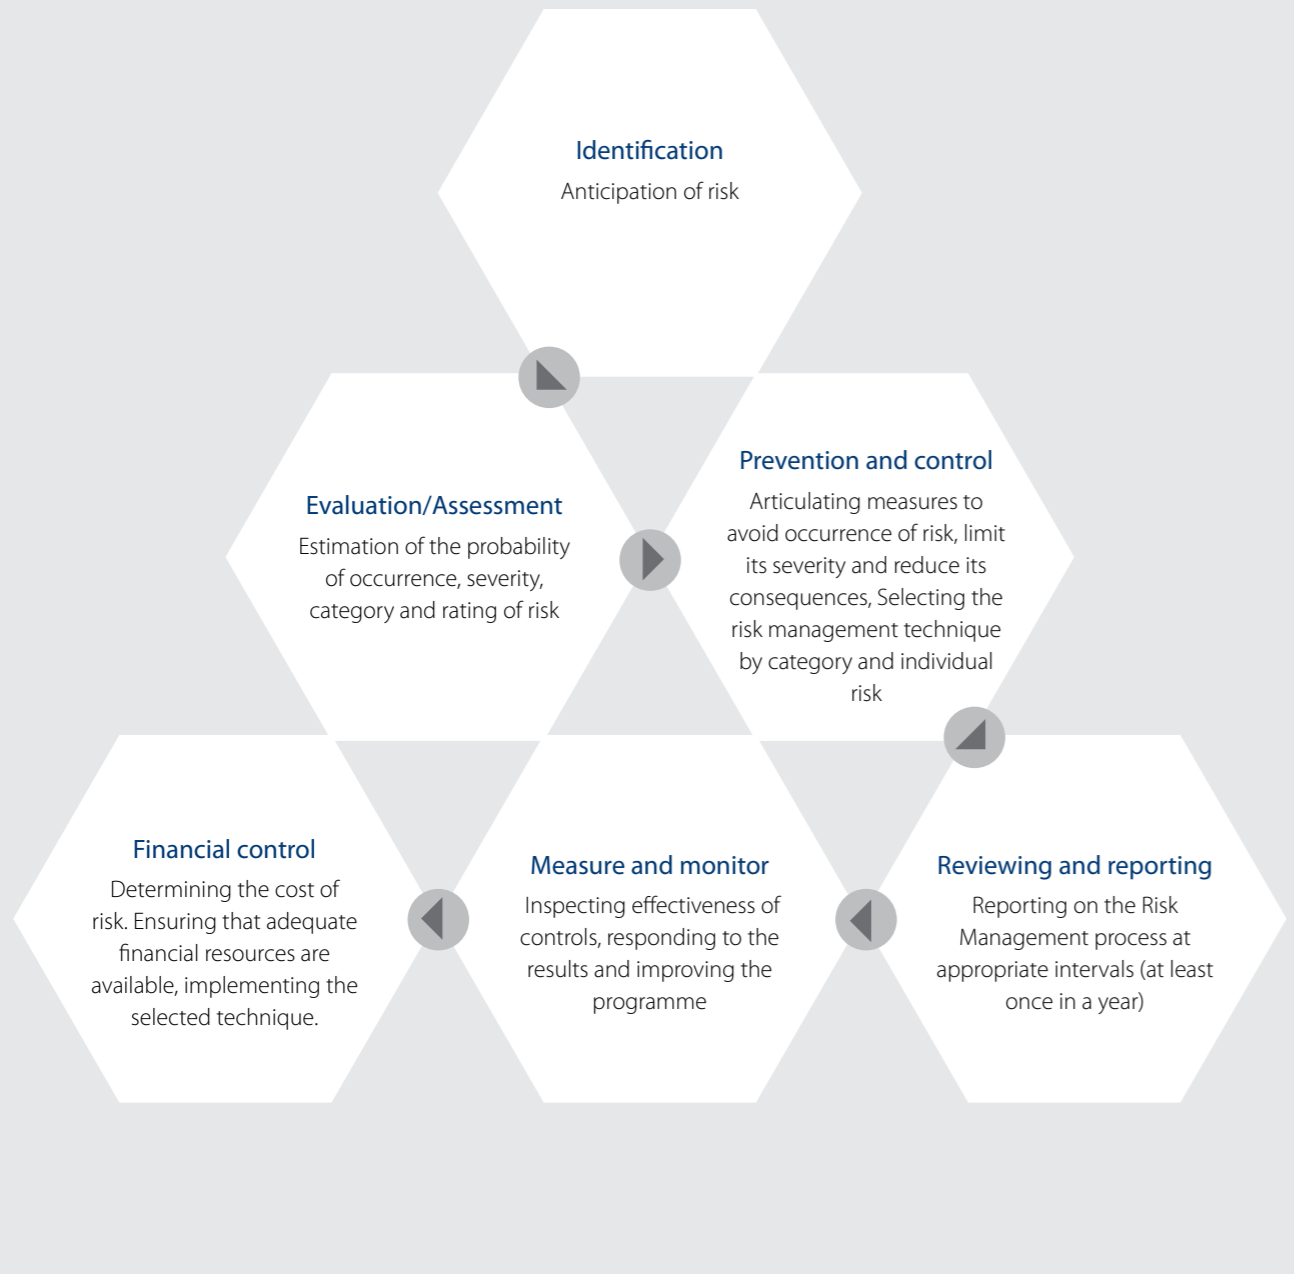 Identification
Anticipation of risk
Evaluation/Assessment
Estimation of the probability
of occurrence, severity,
category and rating of risk
Prevention and control
Articulating measures to
avoid occurrence of risk, limit
its severity and reduce its
consequences, Selecting the
risk management technique
by category and individual
risk
Financial control
Determining the cost of
risk. Ensuring that adequate
financial resources are
available, implementing the
selected technique.
Measure and monitor
Inspecting effectiveness of
controls, responding to the
results and improving the
programme
Reviewing and reporting
Reporting on the Risk
Management process at
appropriate intervals (at least
once in a year)